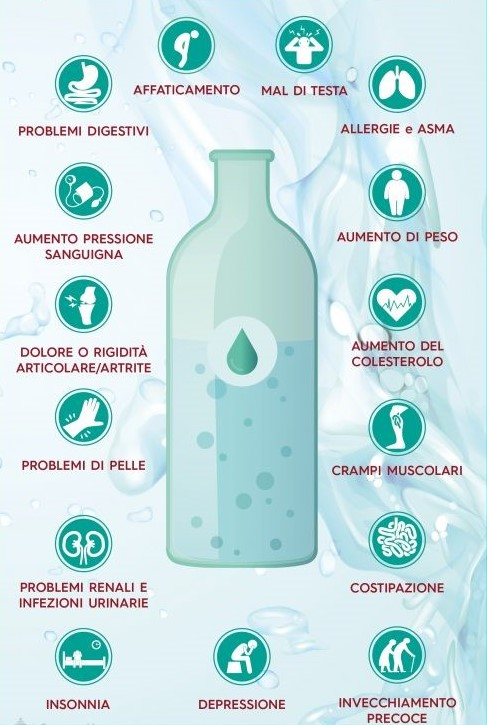 AFFATICAMENTO
MAL DI TESTA
PROBLEMI DIGESTIVI
ALLERGIE e ASMA
AUMENTO PRESSIONE
SANGUIGNA
AUMENTO DI PESO
DOLORE O RIGIDITÀ
ARTICOLARE/ARTRITE
AUMENTO DEL
COLESTEROLO
PROBLEMI DI PELLE
CRAMPI MUSCOLARI
PROBLEMI RENALI E
INFEZIONI URINARIE
COSTIPAZIONE
INSONNIA
DEPRESSIONE
INVECCHIAMENTO
PRECOCE